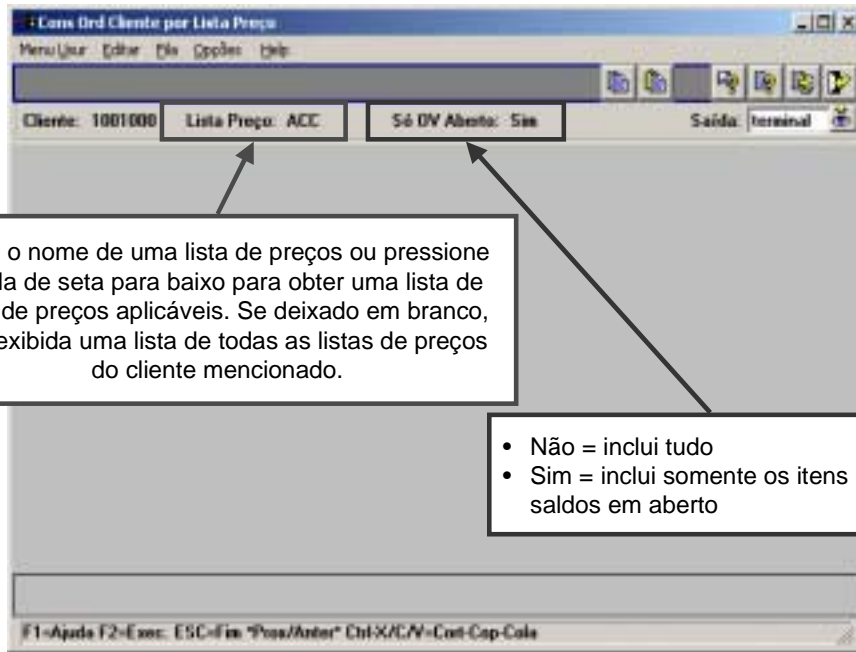 Cons Ord Cliente por Lista Preço
Menu Usur Editar Fila Opções Help
Cliente: 1001000 Lista Preço: ACC Só OV Aberto: Sim Saída: terminal
o nome de uma lista de preços ou pressione
la de seta para baixo para obter uma lista de
de preços aplicáveis. Se deixado em branco,
exibida uma lista de todas as listas de preços
do cliente mencionado.
• Não = inclui tudo
• Sim = inclui somente os itens
saldos em aberto
F1=Ajuda F2=Exec. ESC=Fim *Prox/Anter* Ctrl-X/C/V=Cort-Cop-Cola